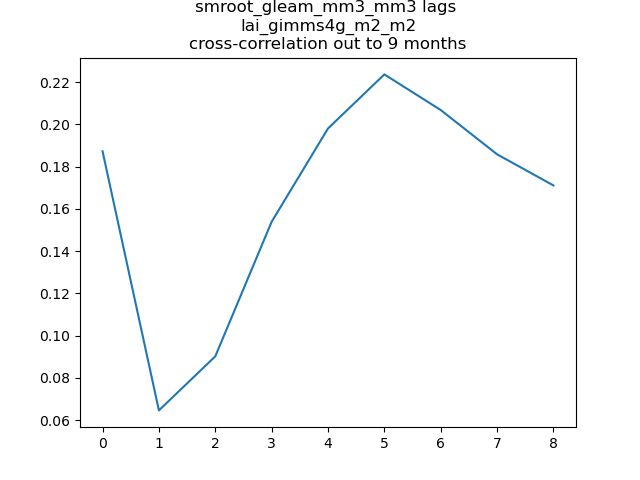 smroot_gleam_mm3_mm3 lags
lai_gimms4g_m2_m2
cross-correlation out to 9 months
0.22
0.20
0.18
0.16
0.14
0.12
0.10
0.08
0.06
0 1 2 3 4 5 6 7 8